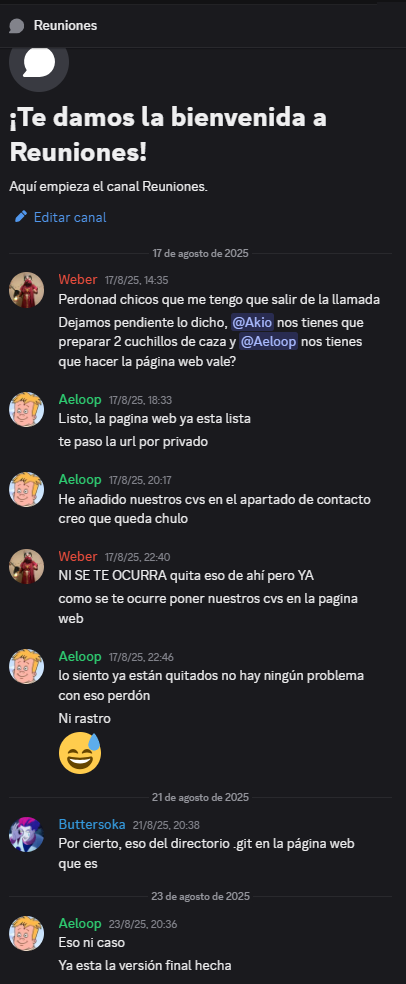 Reuniones
¡Te damos la bienvenida a
Reuniones!
Aquí empieza el canal Reuniones.
Editar canal
17 de agosto de 2025
Weber 17/8/25, 14:35
Perdonad chicos que me tengo que salir de la llamada
Dejamos pendiente lo dicho, @Akio nos tienes que
preparar 2 cuchillos de caza y @Aeloop nos tienes
que hacer la página web vale?
Aeloop 17/8/25, 18:33
Listo, la pagina web ya esta lista
te paso la url por privado
Aeloop 17/8/25, 20:17
He añadido nuestros cvs en el apartado de contacto
creo que queda chulo
Weber 17/8/25, 22:40
NI SE TE OCURRA quita eso de ahí pero YA
como se te ocurre poner nuestros cvs en la pagina
web
Aeloop 17/8/25, 22:46
lo siento ya están quitados no hay ningún problema
con eso perdón
Ni rastro
21 de agosto de 2025
Buttersoka 21/8/25, 20:38
Por cierto, eso del directorio .git en la página web
que es
23 de agosto de 2025
Aeloop 23/8/25, 20:36
Eso ni caso
Ya esta la versión final hecha